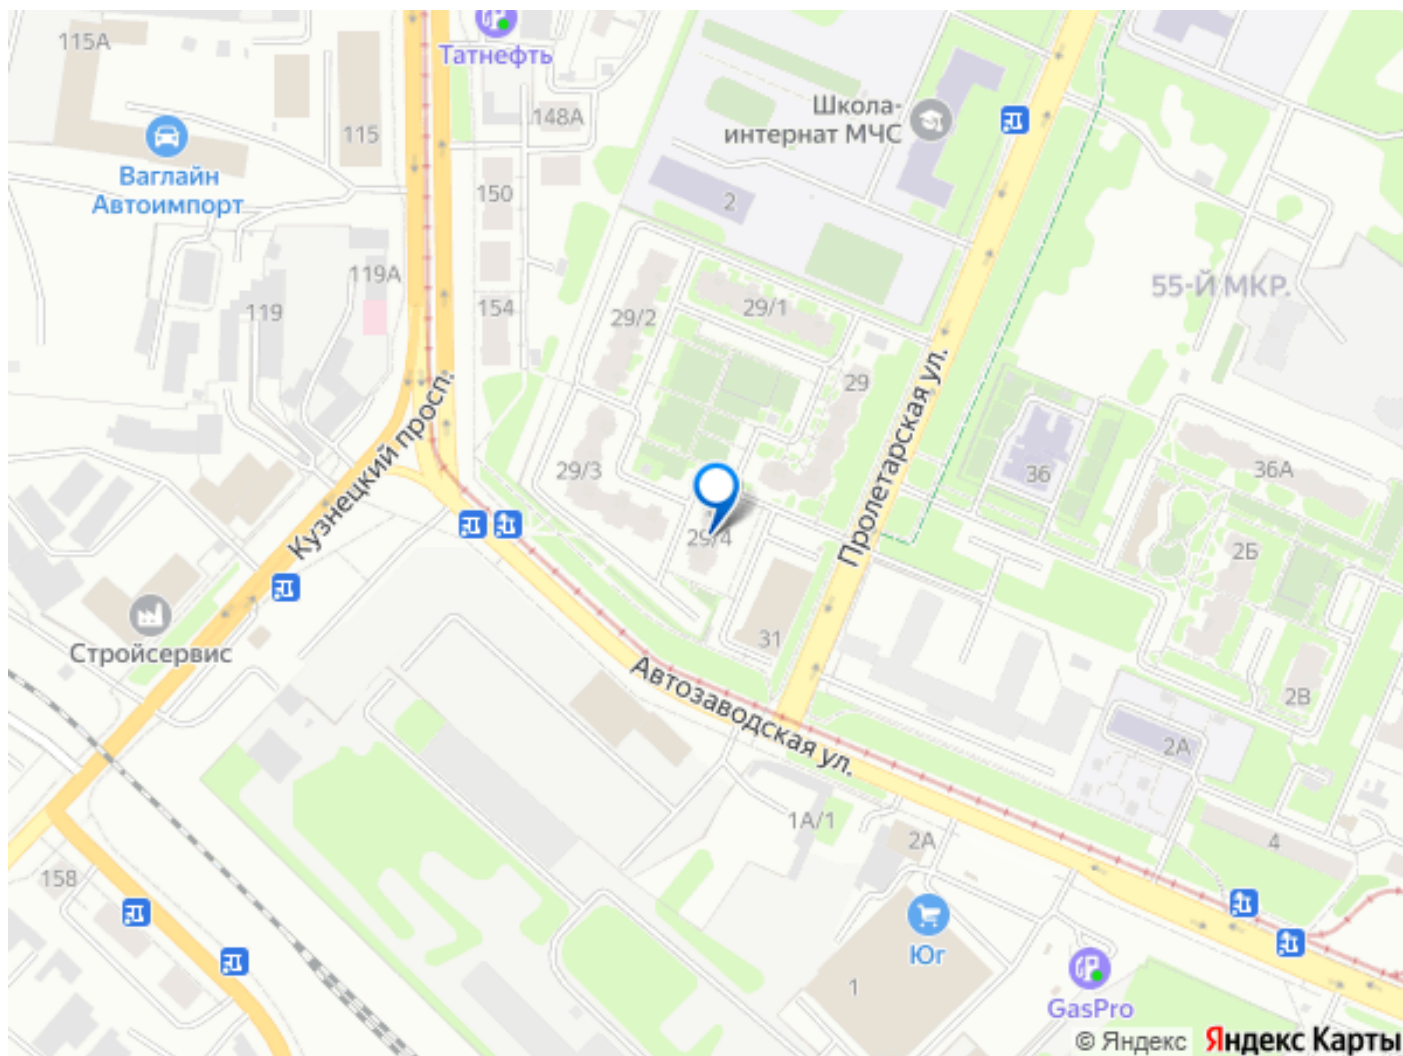 115А
Татнефть
115
148А
Школа-
интернат МЧС
Ваглайн
Автоимпорт
150
2
119А
55-Й МКР.
119
154
29/2
29/1
29
Пролетарская ул.
Кузнецкий просп.
29/3
36
36А
29/4
2Б
31
Стройсервис
Автозаводская ул.
2В
2А
1А/1
2А
4
158
Юг
1
GasPro
© Яндекс
Яндекс Карты